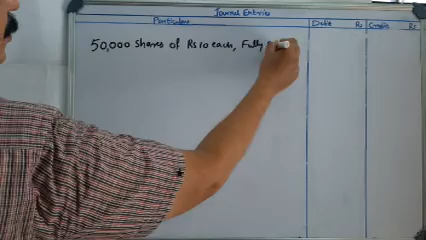 Journal Entries
Particulars Debit Rs Credit Rs
50,000 shares of Rs 10 each, Fully